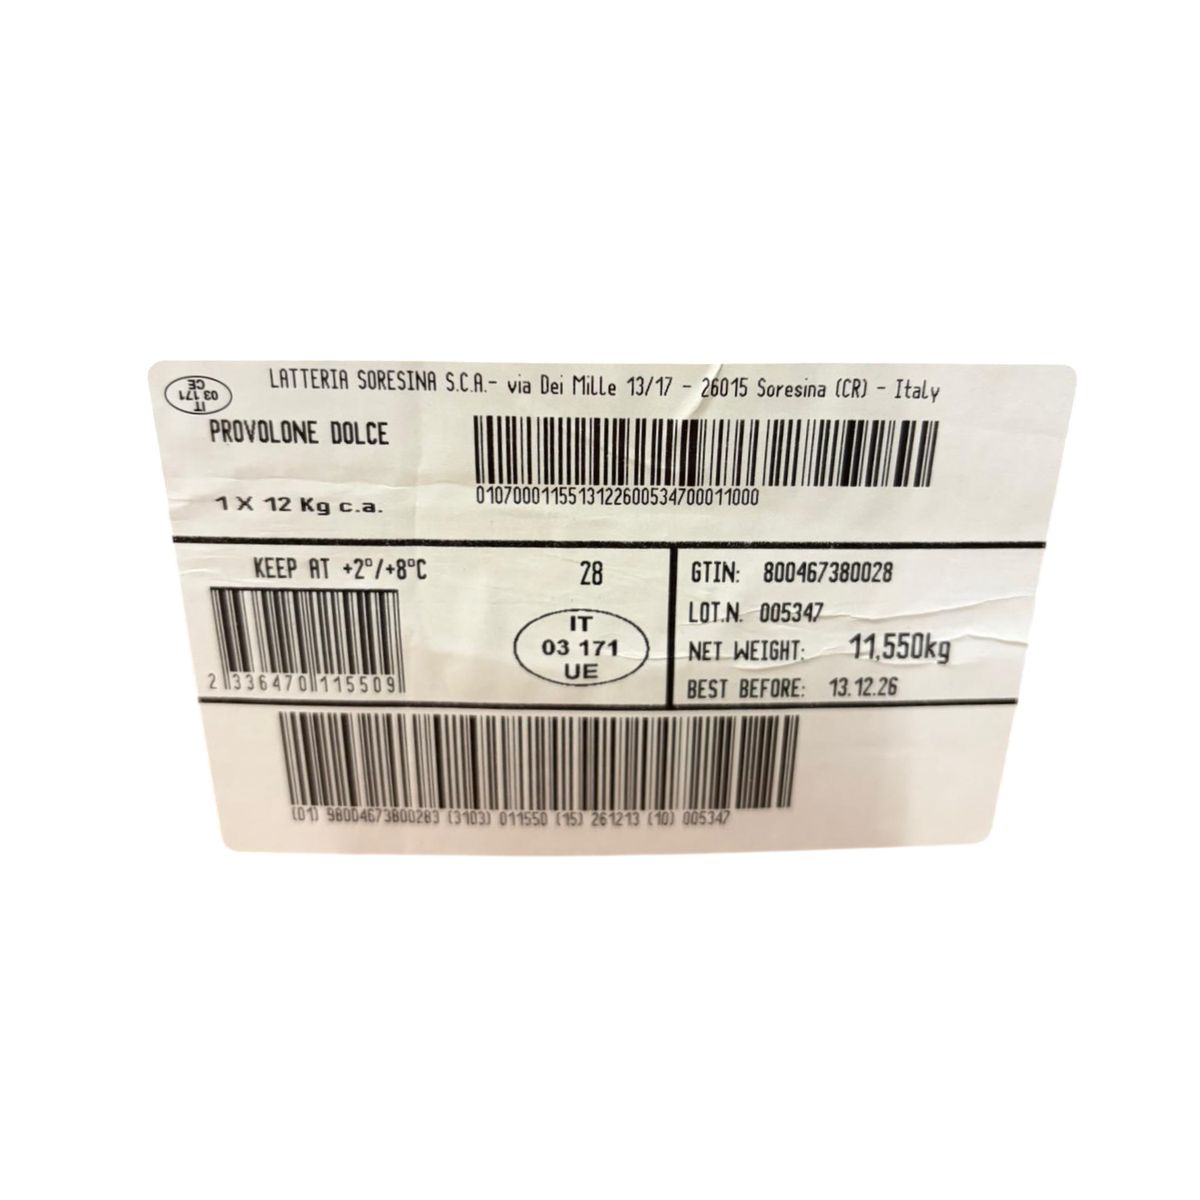 LATTERIA SORESINA S.C.A.- via Dei Mille 13/17 - 26015 Soresina (CR) - Italy
IT
03 171
CE
PROVOLONE DOLCE
0107000115513122600534700011000
1 X 12 Kg c.a.
KEEP AT +2°/+8°C
28
GTIN: 800467380028
LOT.N. 005347
IT
03 171
UE
NET WEIGHT: 11,550kg
2 336470 115509
BEST BEFORE: 13.12.26
(01) 98004673800283 (3103) 011550 (15) 261213 (10) 005347